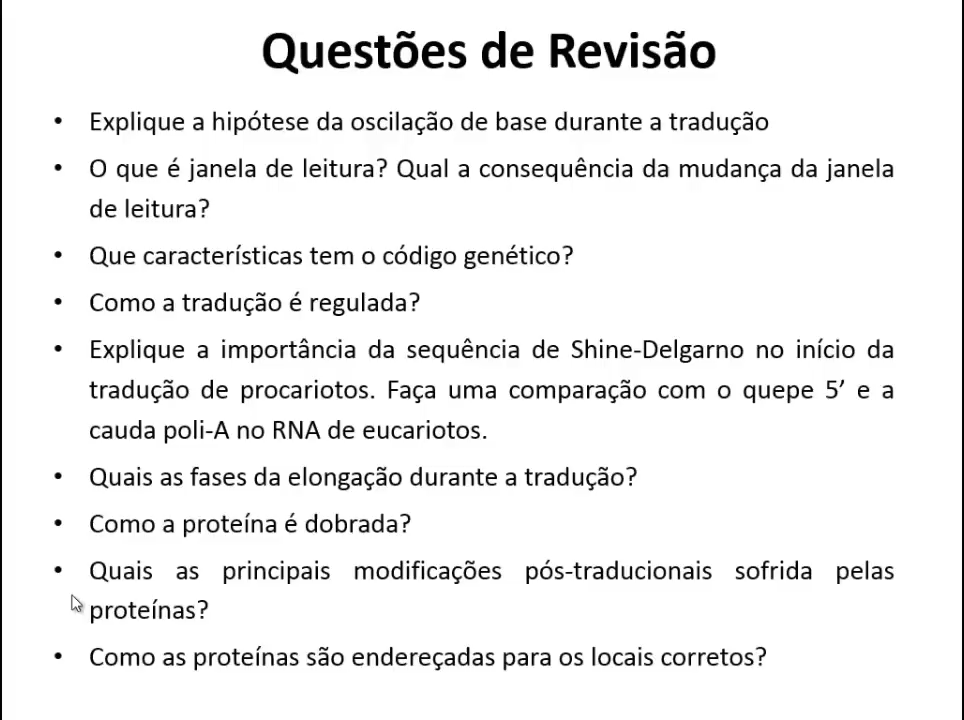 Questões de Revisão
• Explique a hipótese da oscilação de base durante a tradução
• O que é janela de leitura? Qual a consequência da mudança da janela
de leitura?
• Que características tem o código genético?
• Como a tradução é regulada?
• Explique a importância da sequência de Shine-Delgarno no início da
tradução de procariotos. Faça uma comparação com o quepe 5’ e a
cauda poli-A no RNA de eucariotos.
• Quais as fases da elongação durante a tradução?
• Como a proteína é dobrada?
• Quais as principais modificações pós-traducionais sofrida pelas
proteínas?
• Como as proteínas são endereçadas para os locais corretos?